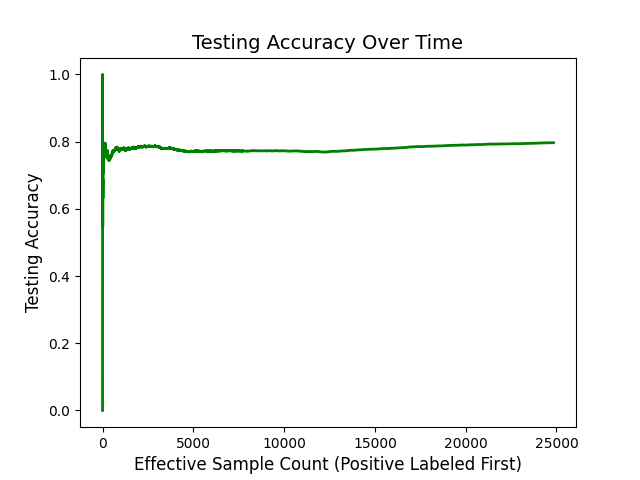 Testing Accuracy Over Time
Testing Accuracy
1.0
0.8
0.6
0.4
0.2
0.0
0 5000 10000 15000 20000 25000
Effective Sample Count (Positive Labeled First)